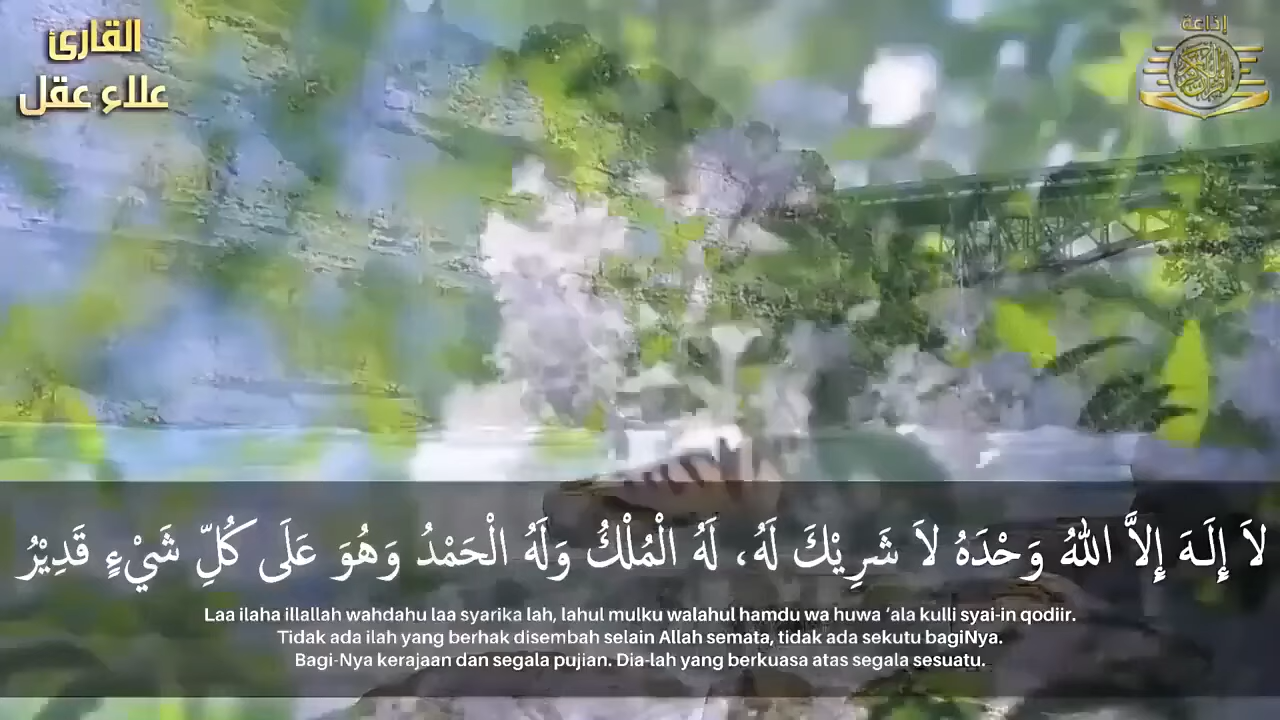 القارئ
علاء عقل
إذاعة
لاَ إِلَهَ إِلاَّ اللهُ وَحْدَهُ لاَ شَرِيْكَ لَهُ، لَهُ الْمُلْكُ وَلَهُ الْحَمْدُ وَهُوَ عَلَى كُلِّ شَيْءٍ قَدِيْرُ
Laa ilaha illallah wahdahu laa syarika lah, lahul mulku walahul hamdu wa huwa ‘ala kulli syai-in qodiir.
Tidak ada ilah yang berhak disembah selain Allah semata, tidak ada sekutu bagiNya.
Bagi-Nya kerajaan dan segala pujian. Dia-lah yang berkuasa atas segala sesuatu.